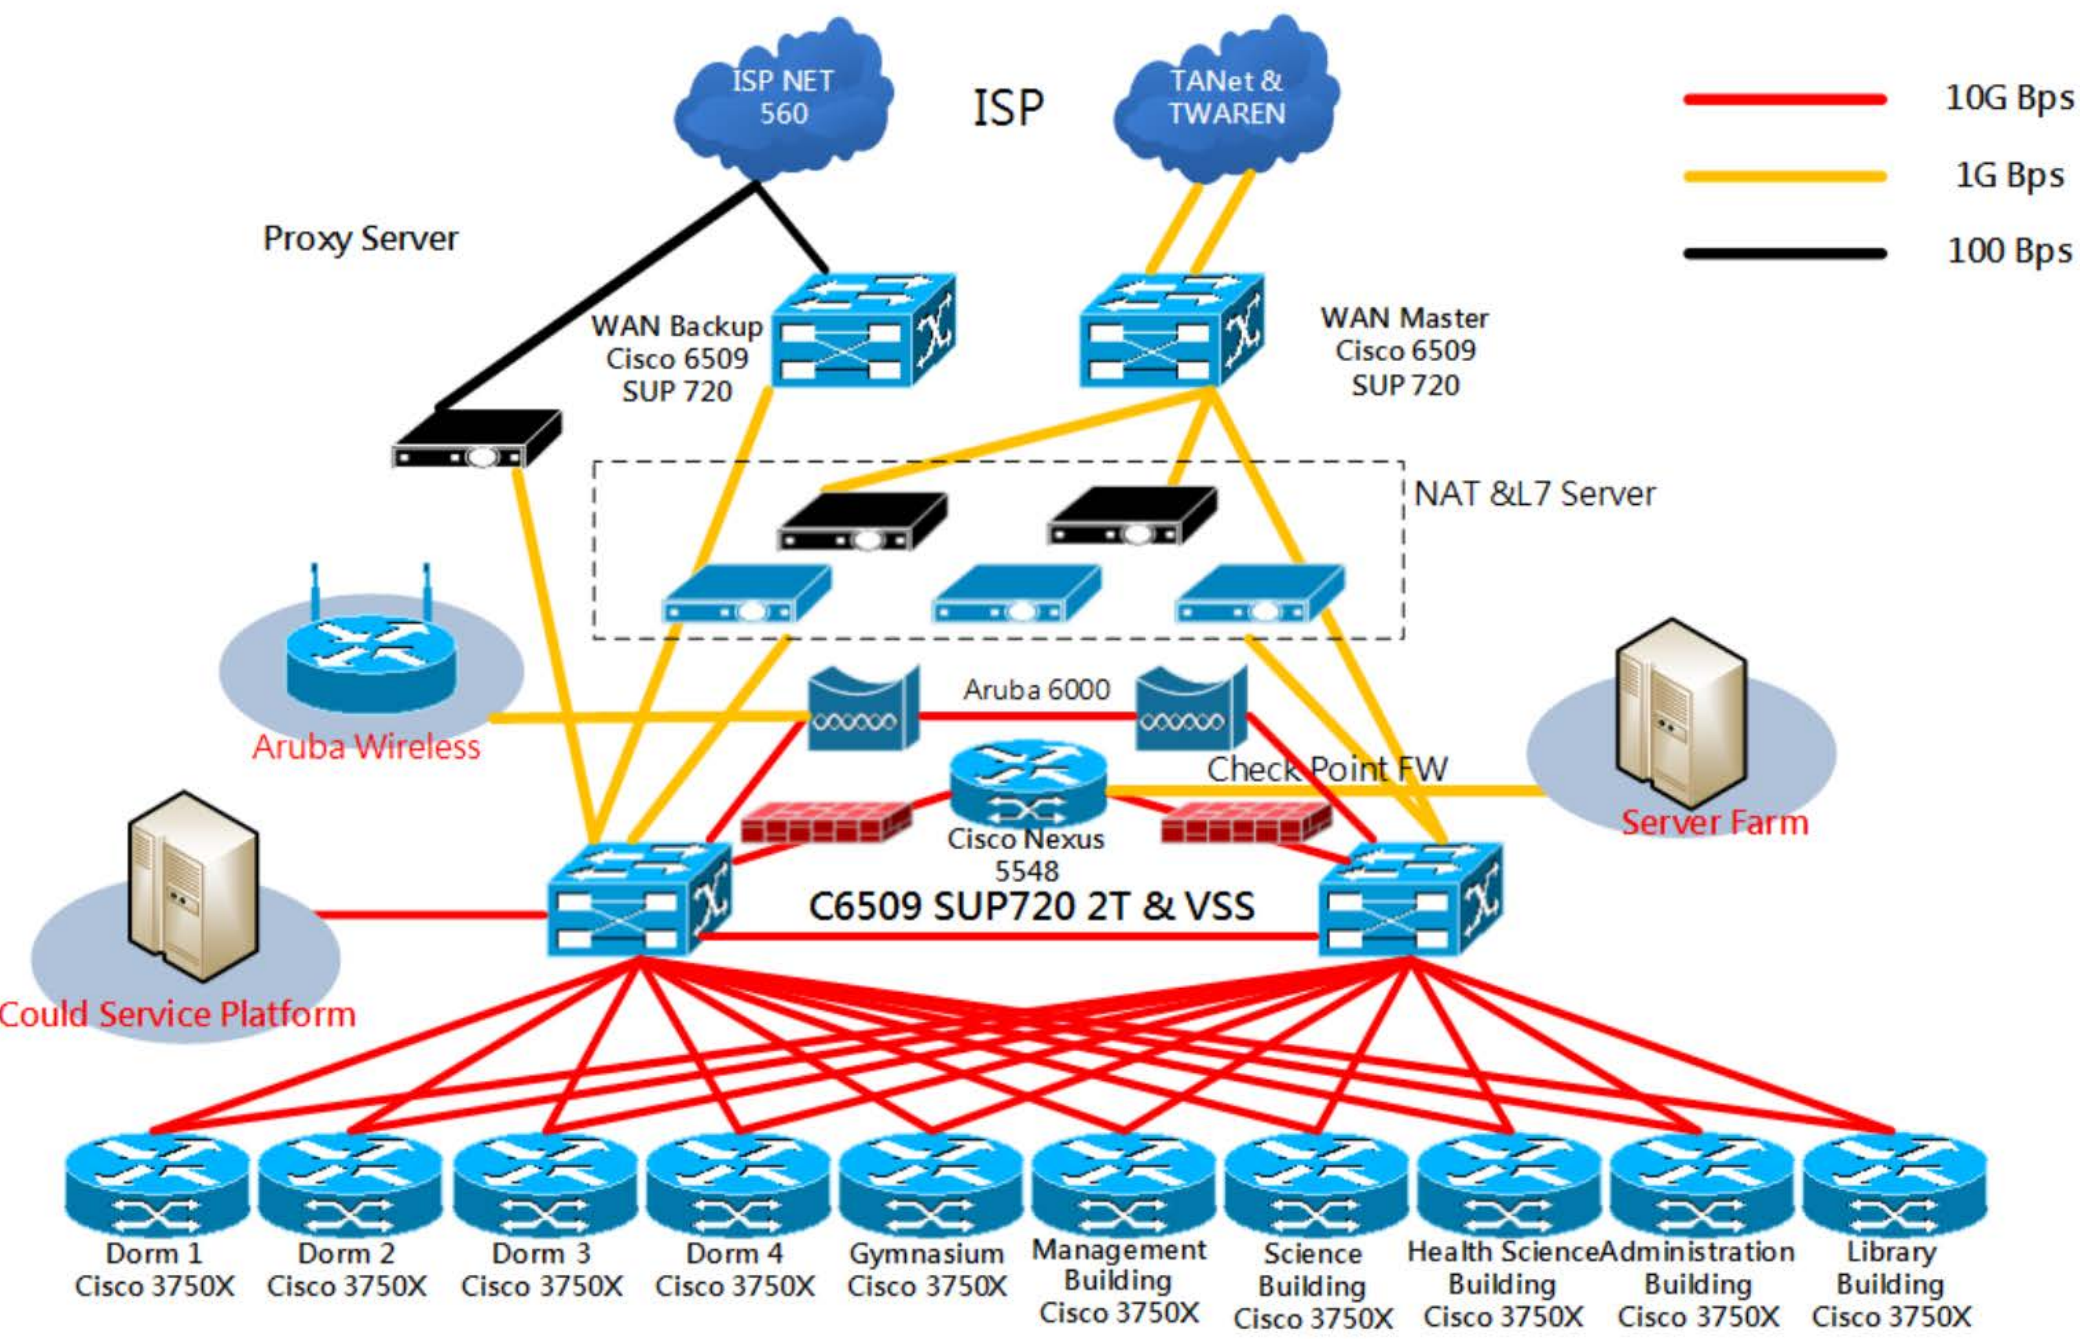 ISP NET
560
ISP
TANet &
TWAREN
10G Bps
1G Bps
100 Bps
Proxy Server
WAN Backup
Cisco 6509
SUP 720
WAN Master
Cisco 6509
SUP 720
NAT &L7 Server
Aruba 6000
Aruba Wireless
Check Point FW
Server Farm
Cisco Nexus
5548
C6509 SUP720 2T & VSS
Could Service Platform
Dorm 1
Cisco 3750X
Dorm 2
Cisco 3750X
Dorm 3
Cisco 3750X
Dorm 4
Cisco 3750X
Gymnasium
Cisco 3750X
Management
Building
Cisco 3750X
Science
Building
Cisco 3750X
Health Science
Building
Cisco 3750X
Administration
Building
Cisco 3750X
Library
Building
Cisco 3750X